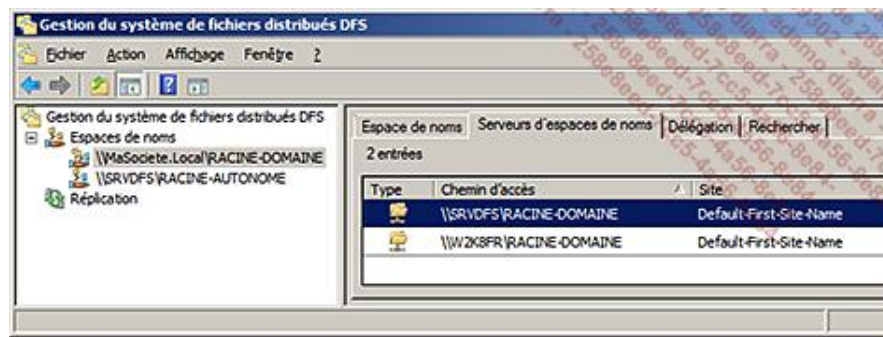 Gestion du système de fichiers distribués DFS
Fichier Action Affichage Fenêtre ?
Gestion du système de fichiers distribués DFS
Espaces de noms
\\MaSociete.Local\RACINE-DOMAINE
\\SRVDFS\RACINE-AUTONOME
Réplication
Espace de noms Serveurs d'espaces de noms Délégation Rechercher
2 entrées
Type Chemin d'accès Site
\\SRVDFS\RACINE-DOMAINE Default-First-Site-Name
\\W2K8FR\RACINE-DOMAINE Default-First-Site-Name